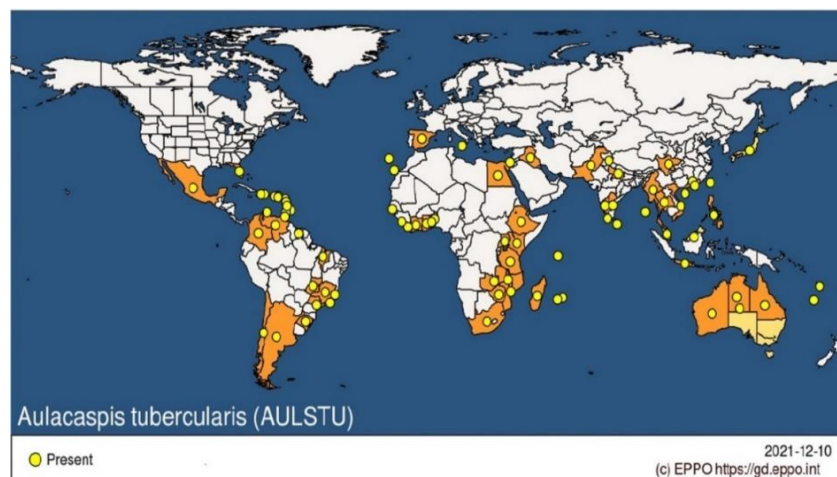 Aulacaspis tubercularis (AULSTU)
Present
2021-12-10
(c) EPPO https://gd.eppo.int